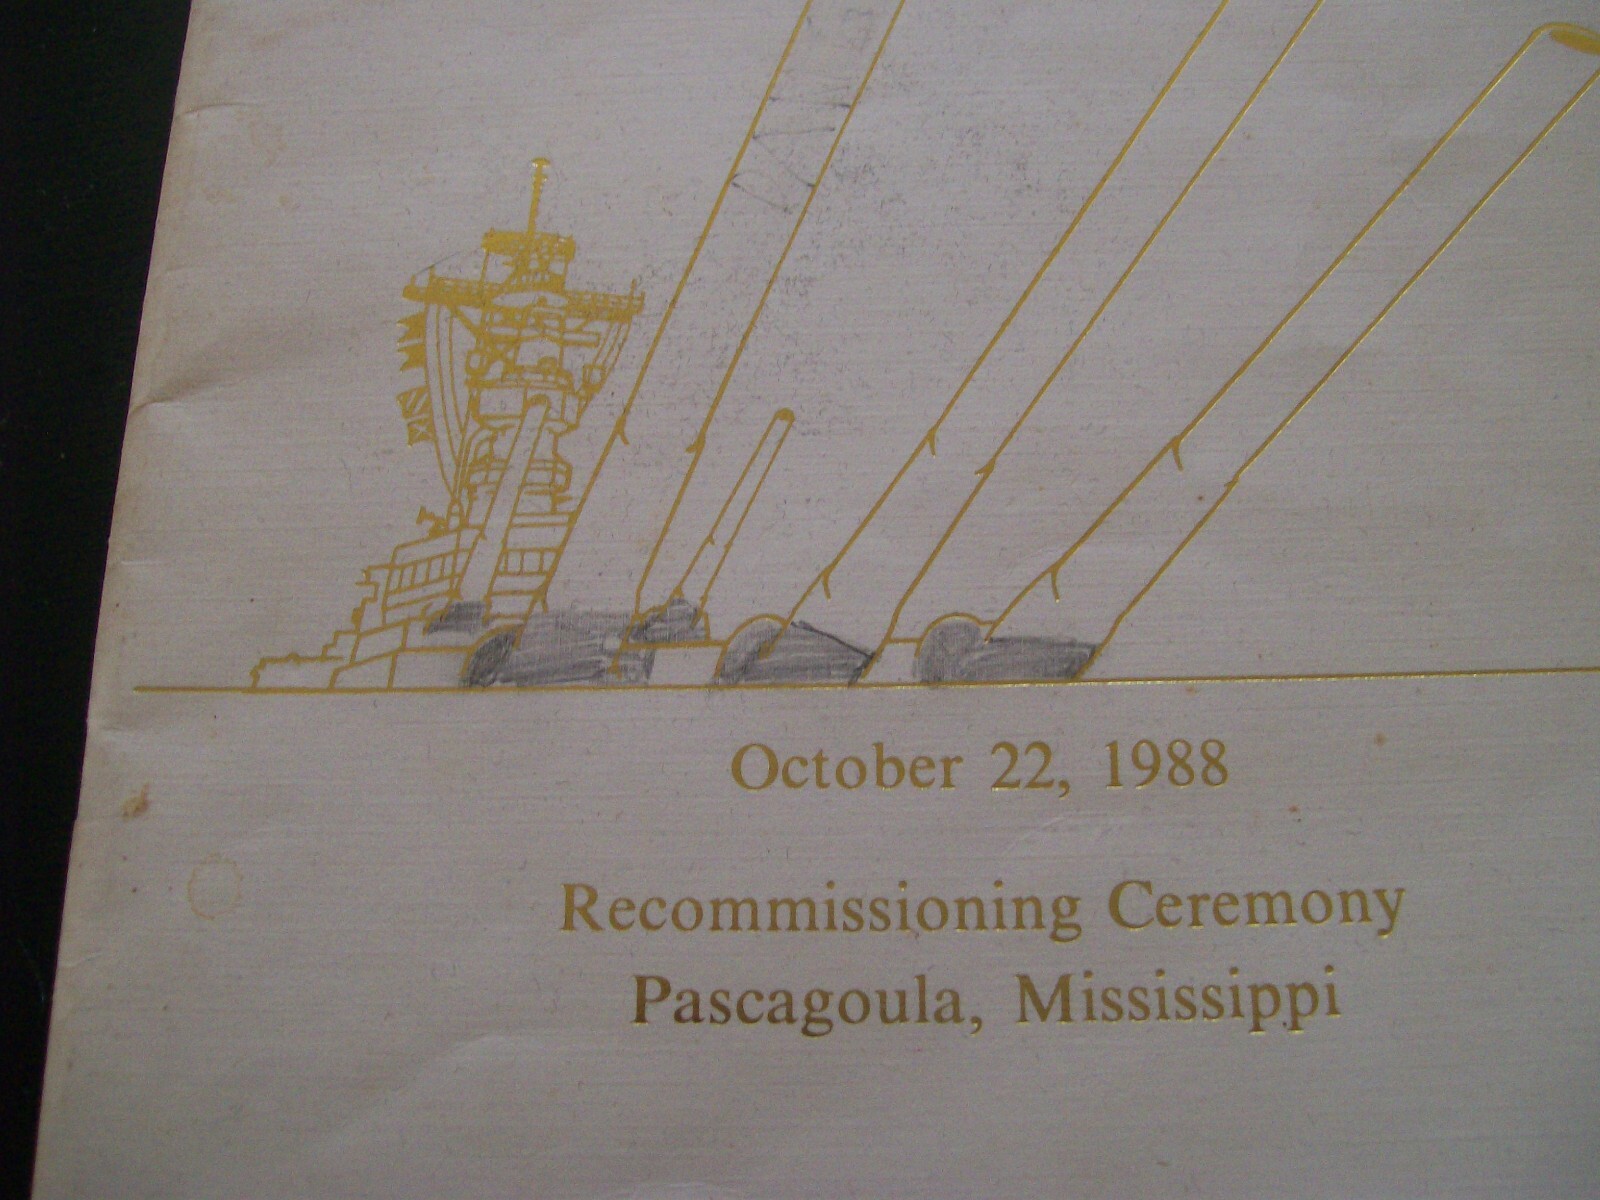 October 22, 1988
Recommissioning Ceremony
Pascagoula, Mississippi